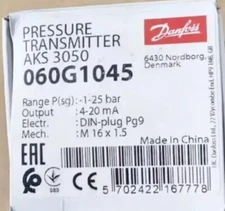 PRESSURE
TRANSMITTER
AKS 3050
060G1045
Danfoss
6430 Nordborg,
Denmark
Range P(sg) : -1-25 bar
Output : 4-20 mA
Electr.: DIN-plug Pg9
Mech.: M 16 x 1.5
Made in China
EAC
5 702422 167778